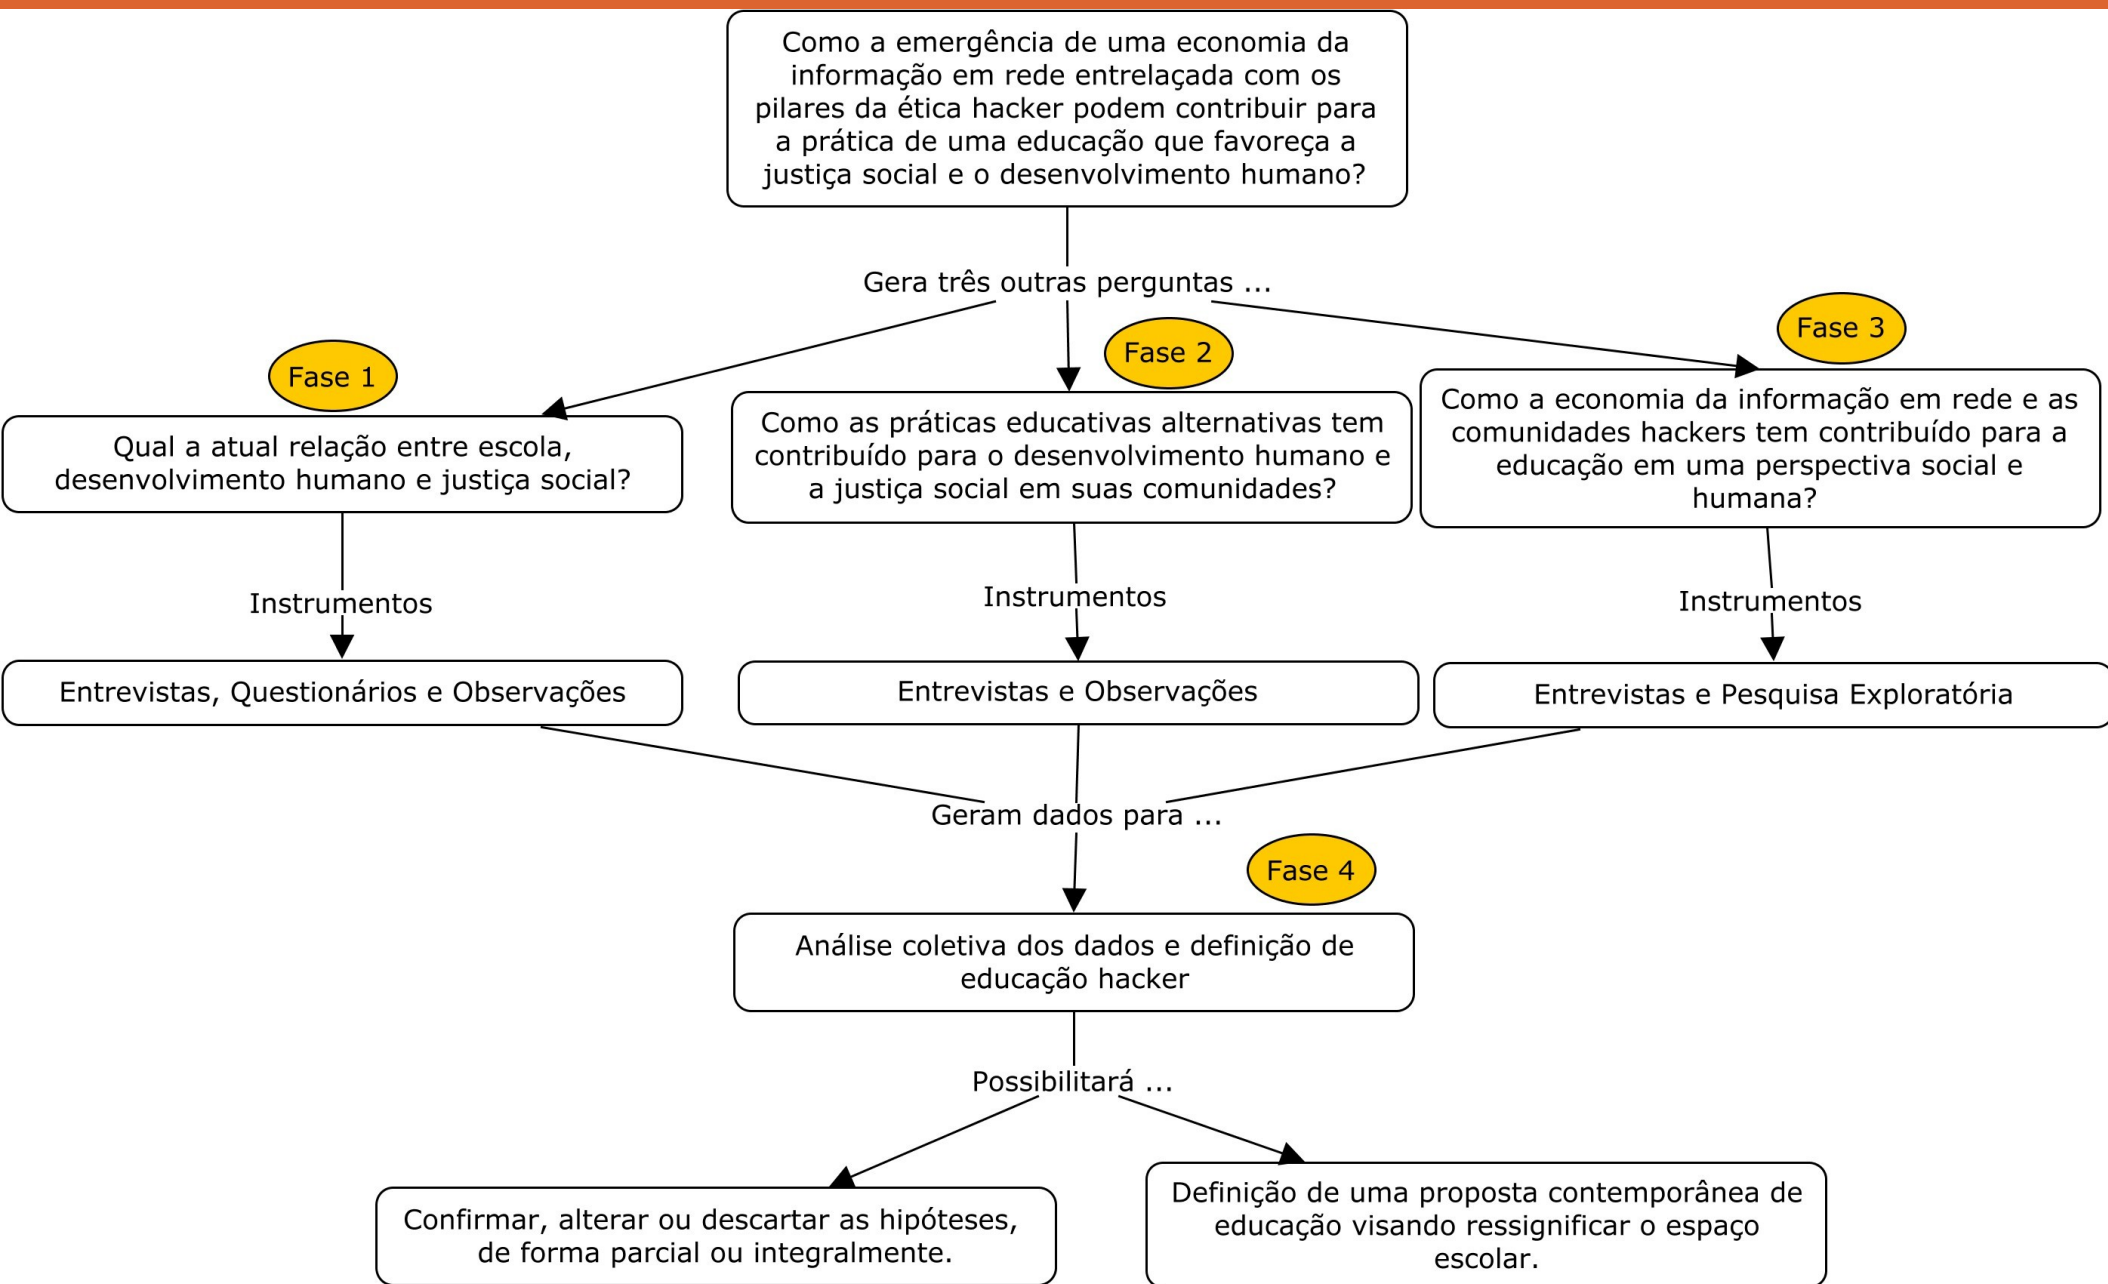 Como a emergência de uma economia da
informação em rede entrelaçada com os
pilares da ética hacker podem contribuir para
a prática de uma educação que favoreça a
justiça social e o desenvolvimento humano?
Gera três outras perguntas ...
Fase 1
Qual a atual relação entre escola,
desenvolvimento humano e justiça social?
Fase 2
Como as práticas educativas alternativas tem
contribuído para o desenvolvimento humano e
a justiça social em suas comunidades?
Fase 3
Como a economia da informação em rede e as
comunidades hackers tem contribuído para a
educação em uma perspectiva social e
humana?
Instrumentos
Instrumentos
Instrumentos
Entrevistas, Questionários e Observações
Entrevistas e Observações
Entrevistas e Pesquisa Exploratória
Geram dados para ...
Fase 4
Análise coletiva dos dados e definição de
educação hacker
Possibilitará ...
Confirmar, alterar ou descartar as hipóteses,
de forma parcial ou integralmente.
Definição de uma proposta contemporânea de
educação visando ressignificar o espaço
escolar.